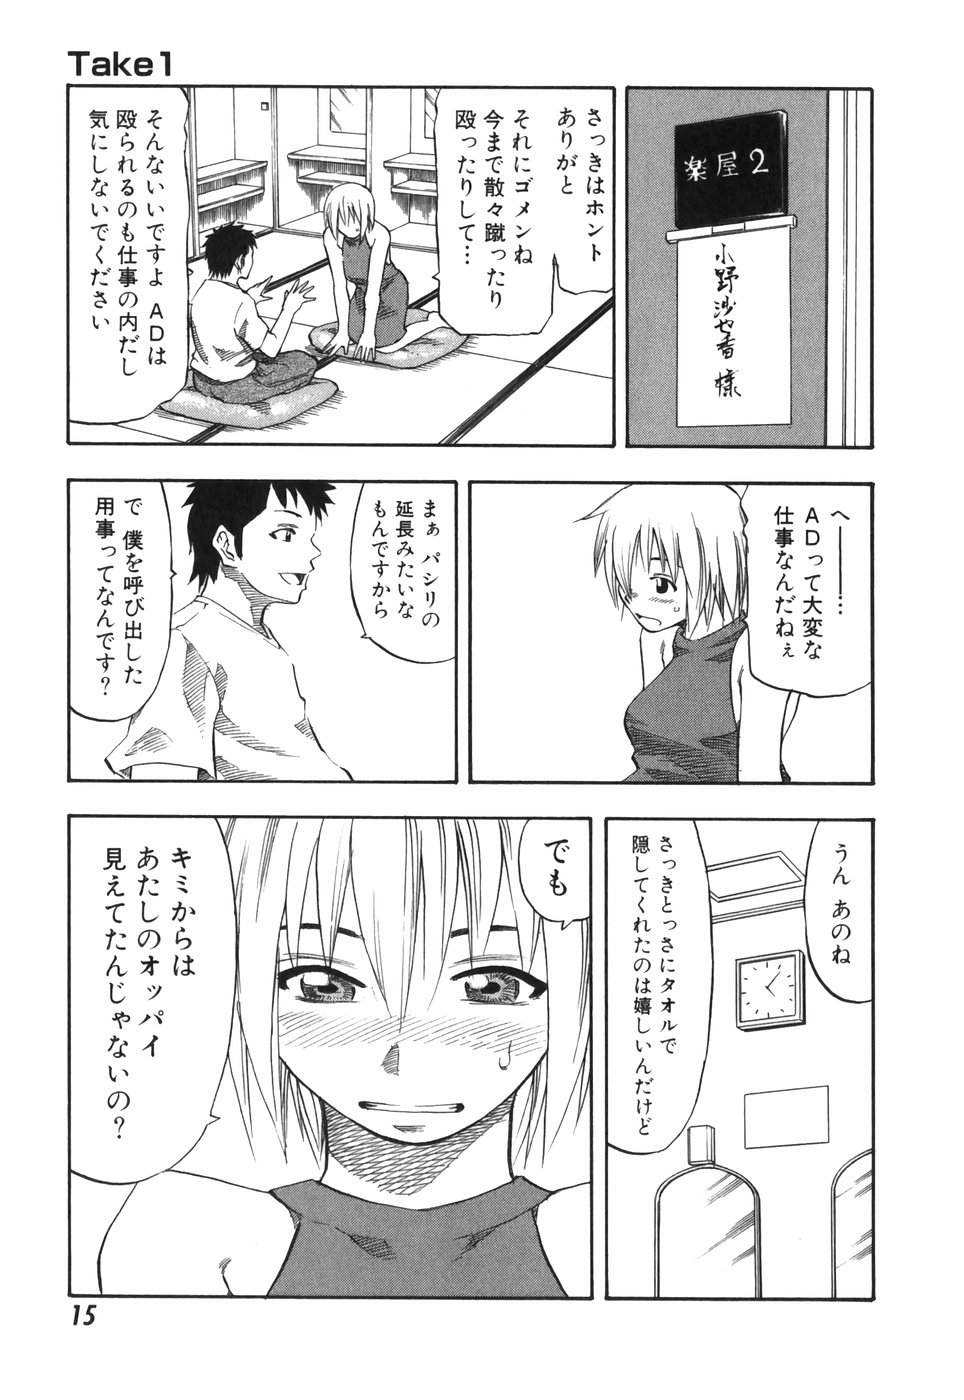 Take1
楽屋2
小野沙也香 様
さっきはホント
ありがと
それにゴメンね
今まで散々蹴ったり
殴ったりして…
そんないいですよ ADは
殴られるのも仕事の内だし
気にしないでください
へ———…
ADって大変な
仕事なんだねぇ
まぁ パシリの
延長みたいな
もんですから
で 僕を呼び出した
用事ってなんです?
うん あのね
さっきとっさにタオルで
隠してくれたのは嬉しいんだけど
でも
キミからは
あたしのオッパイ
見えてたんじゃないの?
15